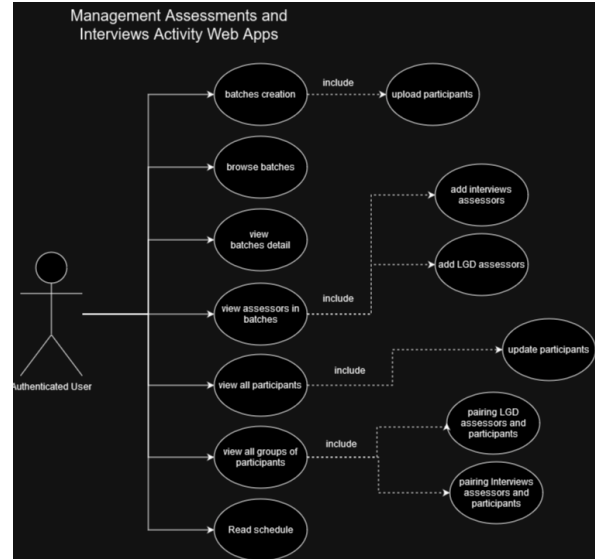 Management Assessments and
Interviews Activity Web Apps
batches creation
include
upload participants
browse batches
add interviews
assessors
view
batches detail
add LGD assessors
view assessors in
batches
include
update participants
view all participants
include
Authenticated User
pairing LGD
assessors and
participants
view all groups of
participants
include
pairing Interviews
assessors and
participants
Read schedule